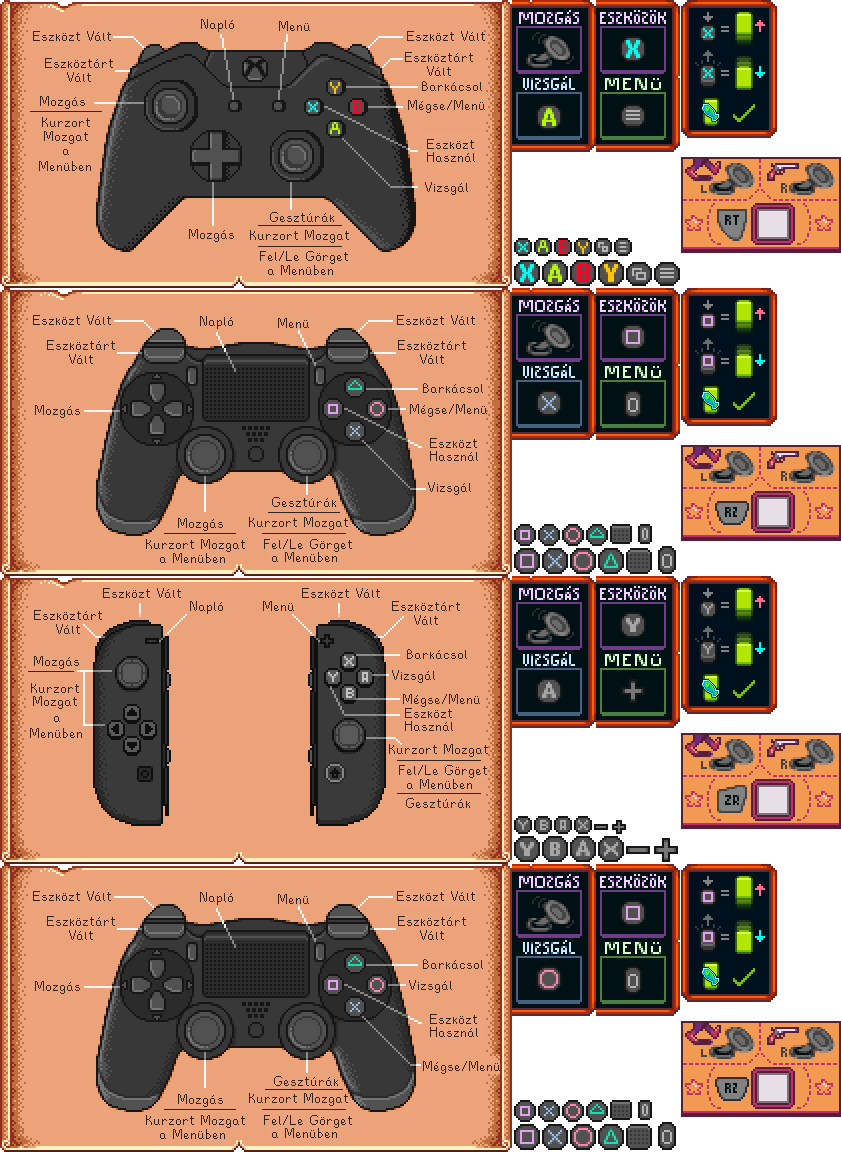 Napló
Menü
Eszközt Vált
Eszközt Vált
Eszköztárt
Vált
Eszköztárt
Vált
Mozgás
Kurzort
Mozgat
a
Menüben
Y
X
B
A
Barkácsol
Mégse/Menü
Eszközt
Használ
Vizsgál
Mozgás
Gesztúrák
Kurzort Mozgat
Fel/Le Görget
a Menüben
MOZGÁS
ESZKÖZÖK
X
VIZSGÁL
MENÜ
A
X =
X =
L
R
RT
X A B Y
X A B Y
Eszközt Vált
Napló
Menü
Eszközt Vált
Eszköztárt
Vált
Eszköztárt
Vált
Mozgás
Barkácsol
Mégse/Menü
Eszközt
Használ
Vizsgál
Mozgás
Kurzort Mozgat
a Menüben
Gesztúrák
Kurzort Mozgat
Fel/Le Görget
a Menüben
MOZGÁS
ESZKÖZÖK
VIZSGÁL
MENÜ
=
=
L
R
R2
Eszközt Vált
Napló
Eszköztárt
Vált
Mozgás
Kurzort
Mozgat
a
Menüben
Eszközt Vált
Menü
Eszköztárt
Vált
X
Y
A
B
Barkácsol
Vizsgál
Mégse/Menü
Eszközt
Használ
Kurzort Mozgat
Fel/Le Görget
a Menüben
Gesztúrák
MOZGÁS
ESZKÖZÖK
Y
VIZSGÁL
MENÜ
A
+
Y =
Y =
L
R
ZR
Y B A X - +
Y B A X - +
Eszközt Vált
Napló
Menü
Eszközt Vált
Eszköztárt
Vált
Eszköztárt
Vált
Mozgás
Barkácsol
Vizsgál
Eszközt
Használ
Mégse/Menü
Mozgás
Kurzort Mozgat
a Menüben
Gesztúrák
Kurzort Mozgat
Fel/Le Görget
a Menüben
MOZGÁS
ESZKÖZÖK
VIZSGÁL
MENÜ
=
=
L
R
R2